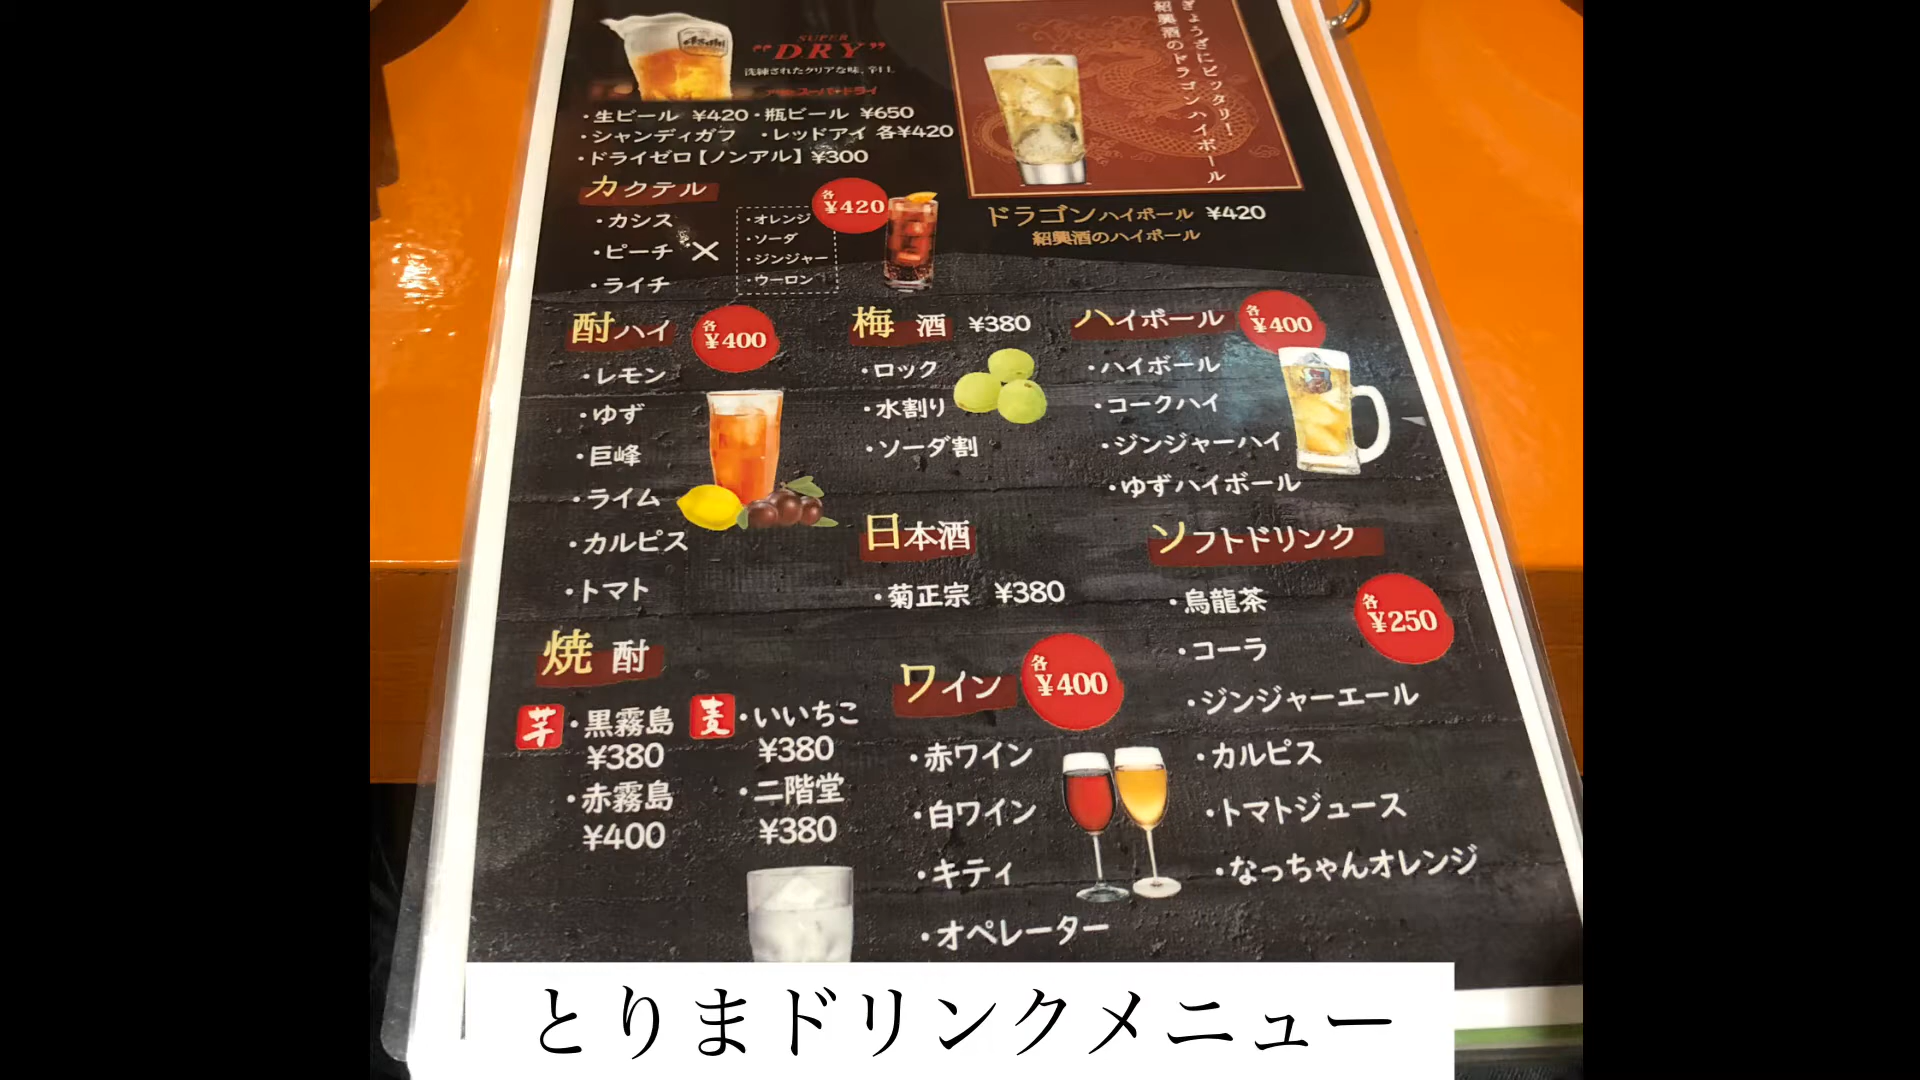 Asahi
SUPER
"DRY"
洗練されたクリアな味、辛口。
アサヒスーパードライ
・生ビール ¥420・瓶ビール ¥650
・シャンディガフ ・レッドアイ 各¥420
・ドライゼロ【ノンアル】¥300
ぎょうざにピッタリ!
紹興酒のドラゴンハイボール
ドラゴンハイボール ¥420
紹興酒のハイボール
カクテル
各¥420
・カシス
・ピーチ
・ライチ
×
・オレンジ
・ソーダ
・ジンジャー
・ウーロン
酎ハイ
各¥400
・レモン
・ゆず
・巨峰
・ライム
・カルピス
・トマト
梅酒 ¥380
・ロック
・水割り
・ソーダ割
ハイボール
各¥400
・ハイボール
・コークハイ
・ジンジャーハイ
・ゆずハイボール
日本酒
・菊正宗 ¥380
ソフトドリンク
各¥250
・烏龍茶
・コーラ
・ジンジャーエール
・カルピス
・トマトジュース
・なっちゃんオレンジ
焼酎
芋
・黒霧島
¥380
・赤霧島
¥400
麦
・いいちこ
¥380
・二階堂
¥380
ワイン
各¥400
・赤ワイン
・白ワイン
・キティ
・オペレーター
とりまドリンクメニュー